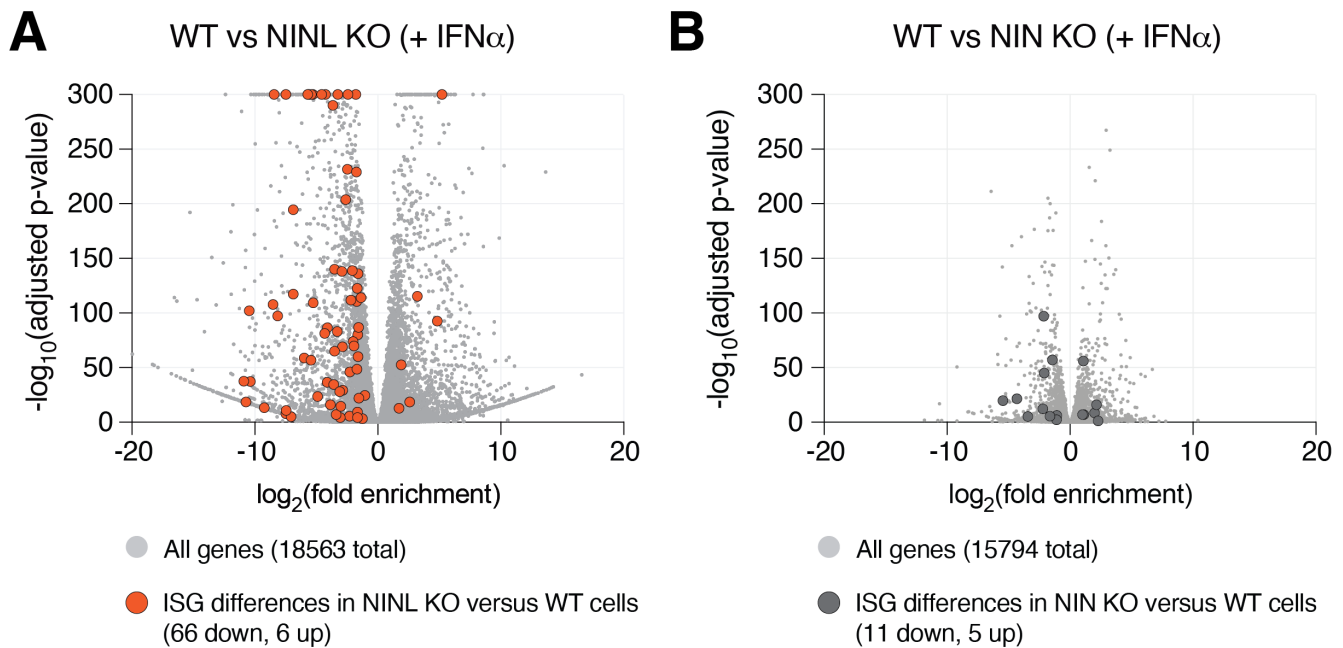 A
WT vs NINL KO (+ IFNα)
-log10(adjusted p-value)
300
250
200
150
100
50
0
-20
-10
0
10
20
log2(fold enrichment)
All genes (18563 total)
ISG differences in NINL KO versus WT cells
(66 down, 6 up)
B
WT vs NIN KO (+ IFNα)
-log10(adjusted p-value)
300
250
200
150
100
50
0
-20
-10
0
10
20
log2(fold enrichment)
All genes (15794 total)
ISG differences in NIN KO versus WT cells
(11 down, 5 up)